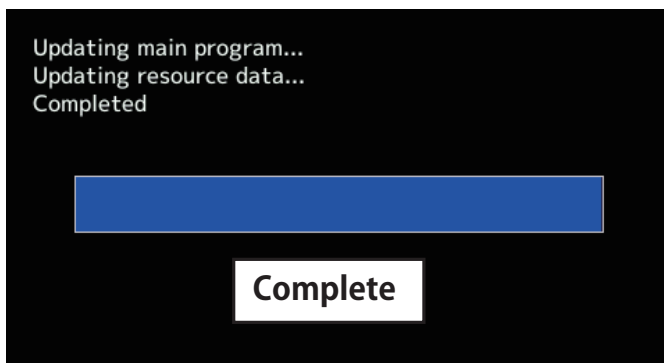 Updating main program...
Updating resource data...
Completed
Complete